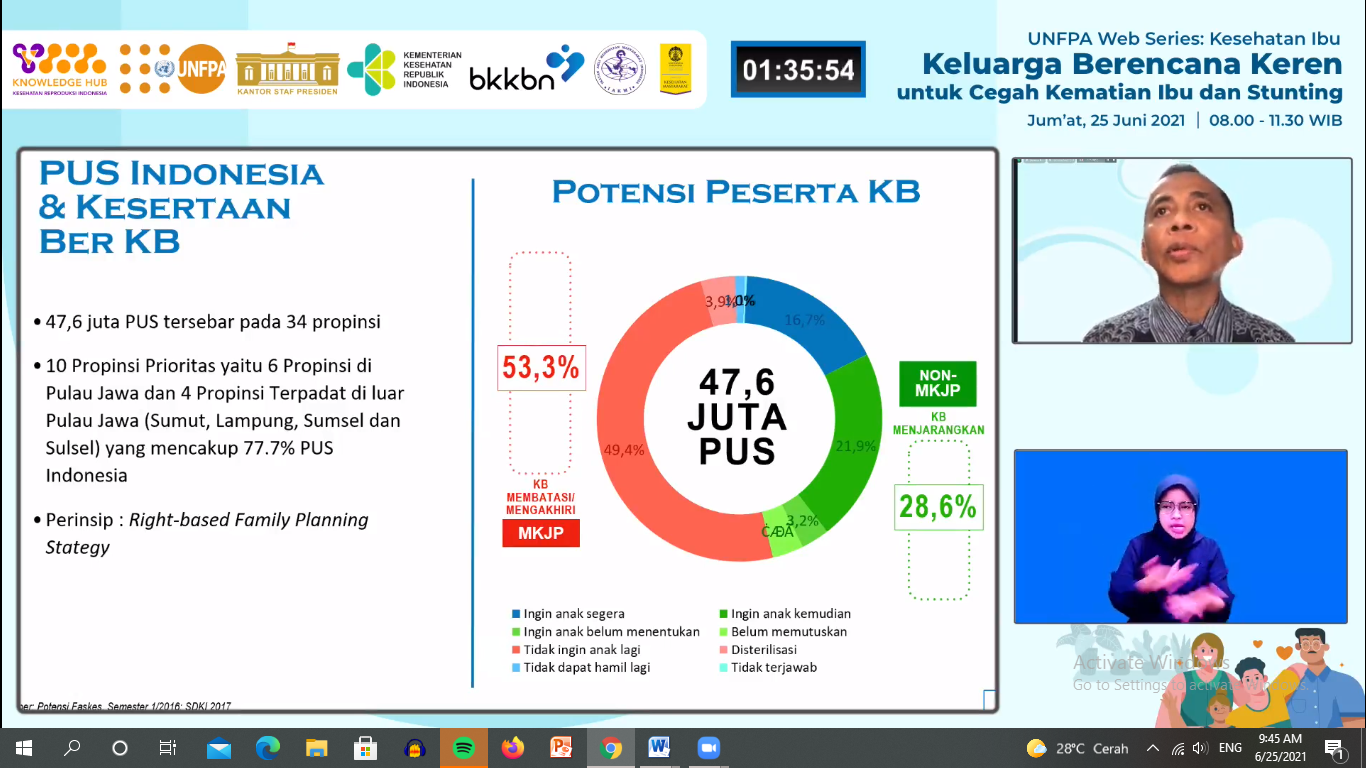 KNOWLEDGE HUB
KESEHATAN REPRODUKSI INDONESIA
UNFPA
KANTOR STAF PRESIDEN
KEMENTERIAN
KESEHATAN
REPUBLIK
INDONESIA
bkkbn
01:35:54
UNFPA Web Series: Kesehatan Ibu
Keluarga Berencana Keren
untuk Cegah Kematian Ibu dan Stunting
Jum'at, 25 Juni 2021 | 08.00 - 11.30 WIB
PUS INDONESIA
& KESERTAAN
BER KB
• 47,6 juta PUS tersebar pada 34 propinsi
• 10 Propinsi Prioritas yaitu 6 Propinsi di
Pulau Jawa dan 4 Propinsi Terpadat di luar
Pulau Jawa (Sumut, Lampung, Sumsel dan
Sulsel) yang mencakup 77.7% PUS
Indonesia
• Perinsip : Right-based Family Planning
Stategy
POTENSI PESERTA KB
53,3%
KB
MEMBATASI/
MENGAKHIRI
MKJP
3,9%
16,7%
49,4%
21,9%
3,2%
47,6
JUTA
PUS
NON-
MKJP
KB
MENJARANGKAN
28,6%
Ingin anak segera
Ingin anak kemudian
Ingin anak belum menentukan
Belum memutuskan
Tidak ingin anak lagi
Disterilisasi
Tidak dapat hamil lagi
Tidak terjawab
Potensi Faskes, Semester 1/2016; SDKI 2017
Activate Windows
Go to Settings to activate Windows.
28°C Cerah
ENG
9:45 AM
6/25/2021
1